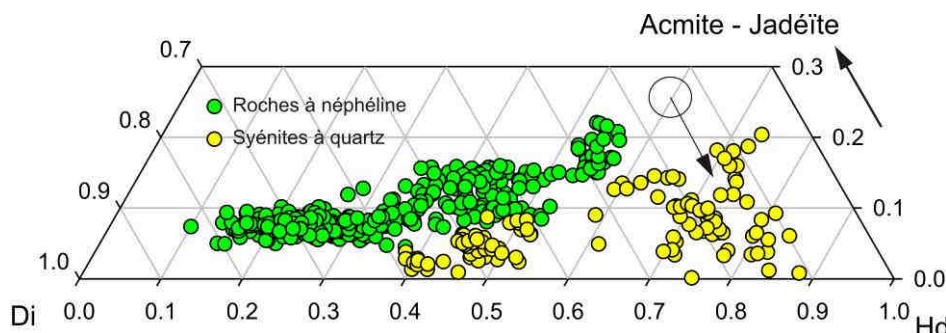 Acmite - Jadéïte
0.7
0.3
Roches à néphéline
0.8
Syénites à quartz
0.2
0.9
0.1
1.0
0.0
0.0 0.1 0.2 0.3 0.4 0.5 0.6 0.7 0.8 0.9 1.0
Di
Hd